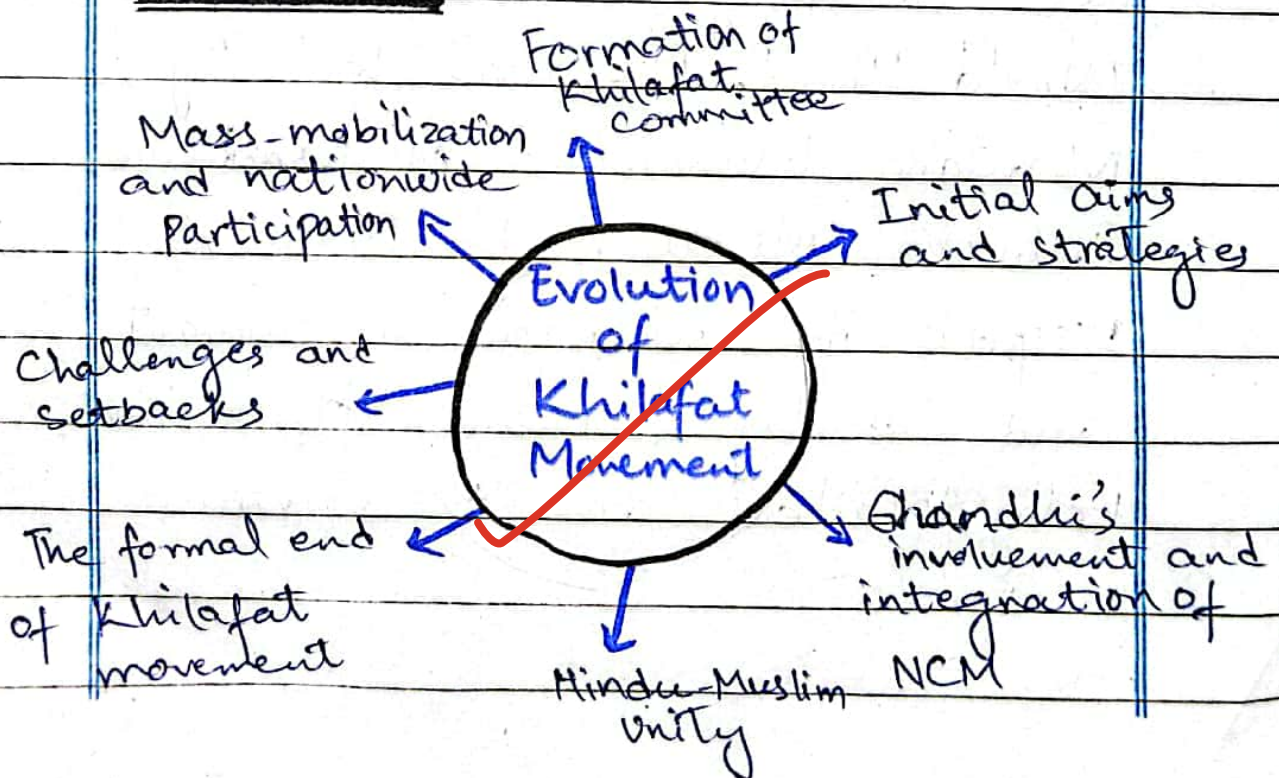 Formation of
Khilafat
committee
Mass-mobilization
and nationwide
participation
Initial aims
and strategies
Evolution
of
Khilafat
Movement
Challenges and
setbacks
Ghandhi's
involuement and
integration of
NCM
The formal end
of Khilafat
movement
Hindu-Muslim
unity